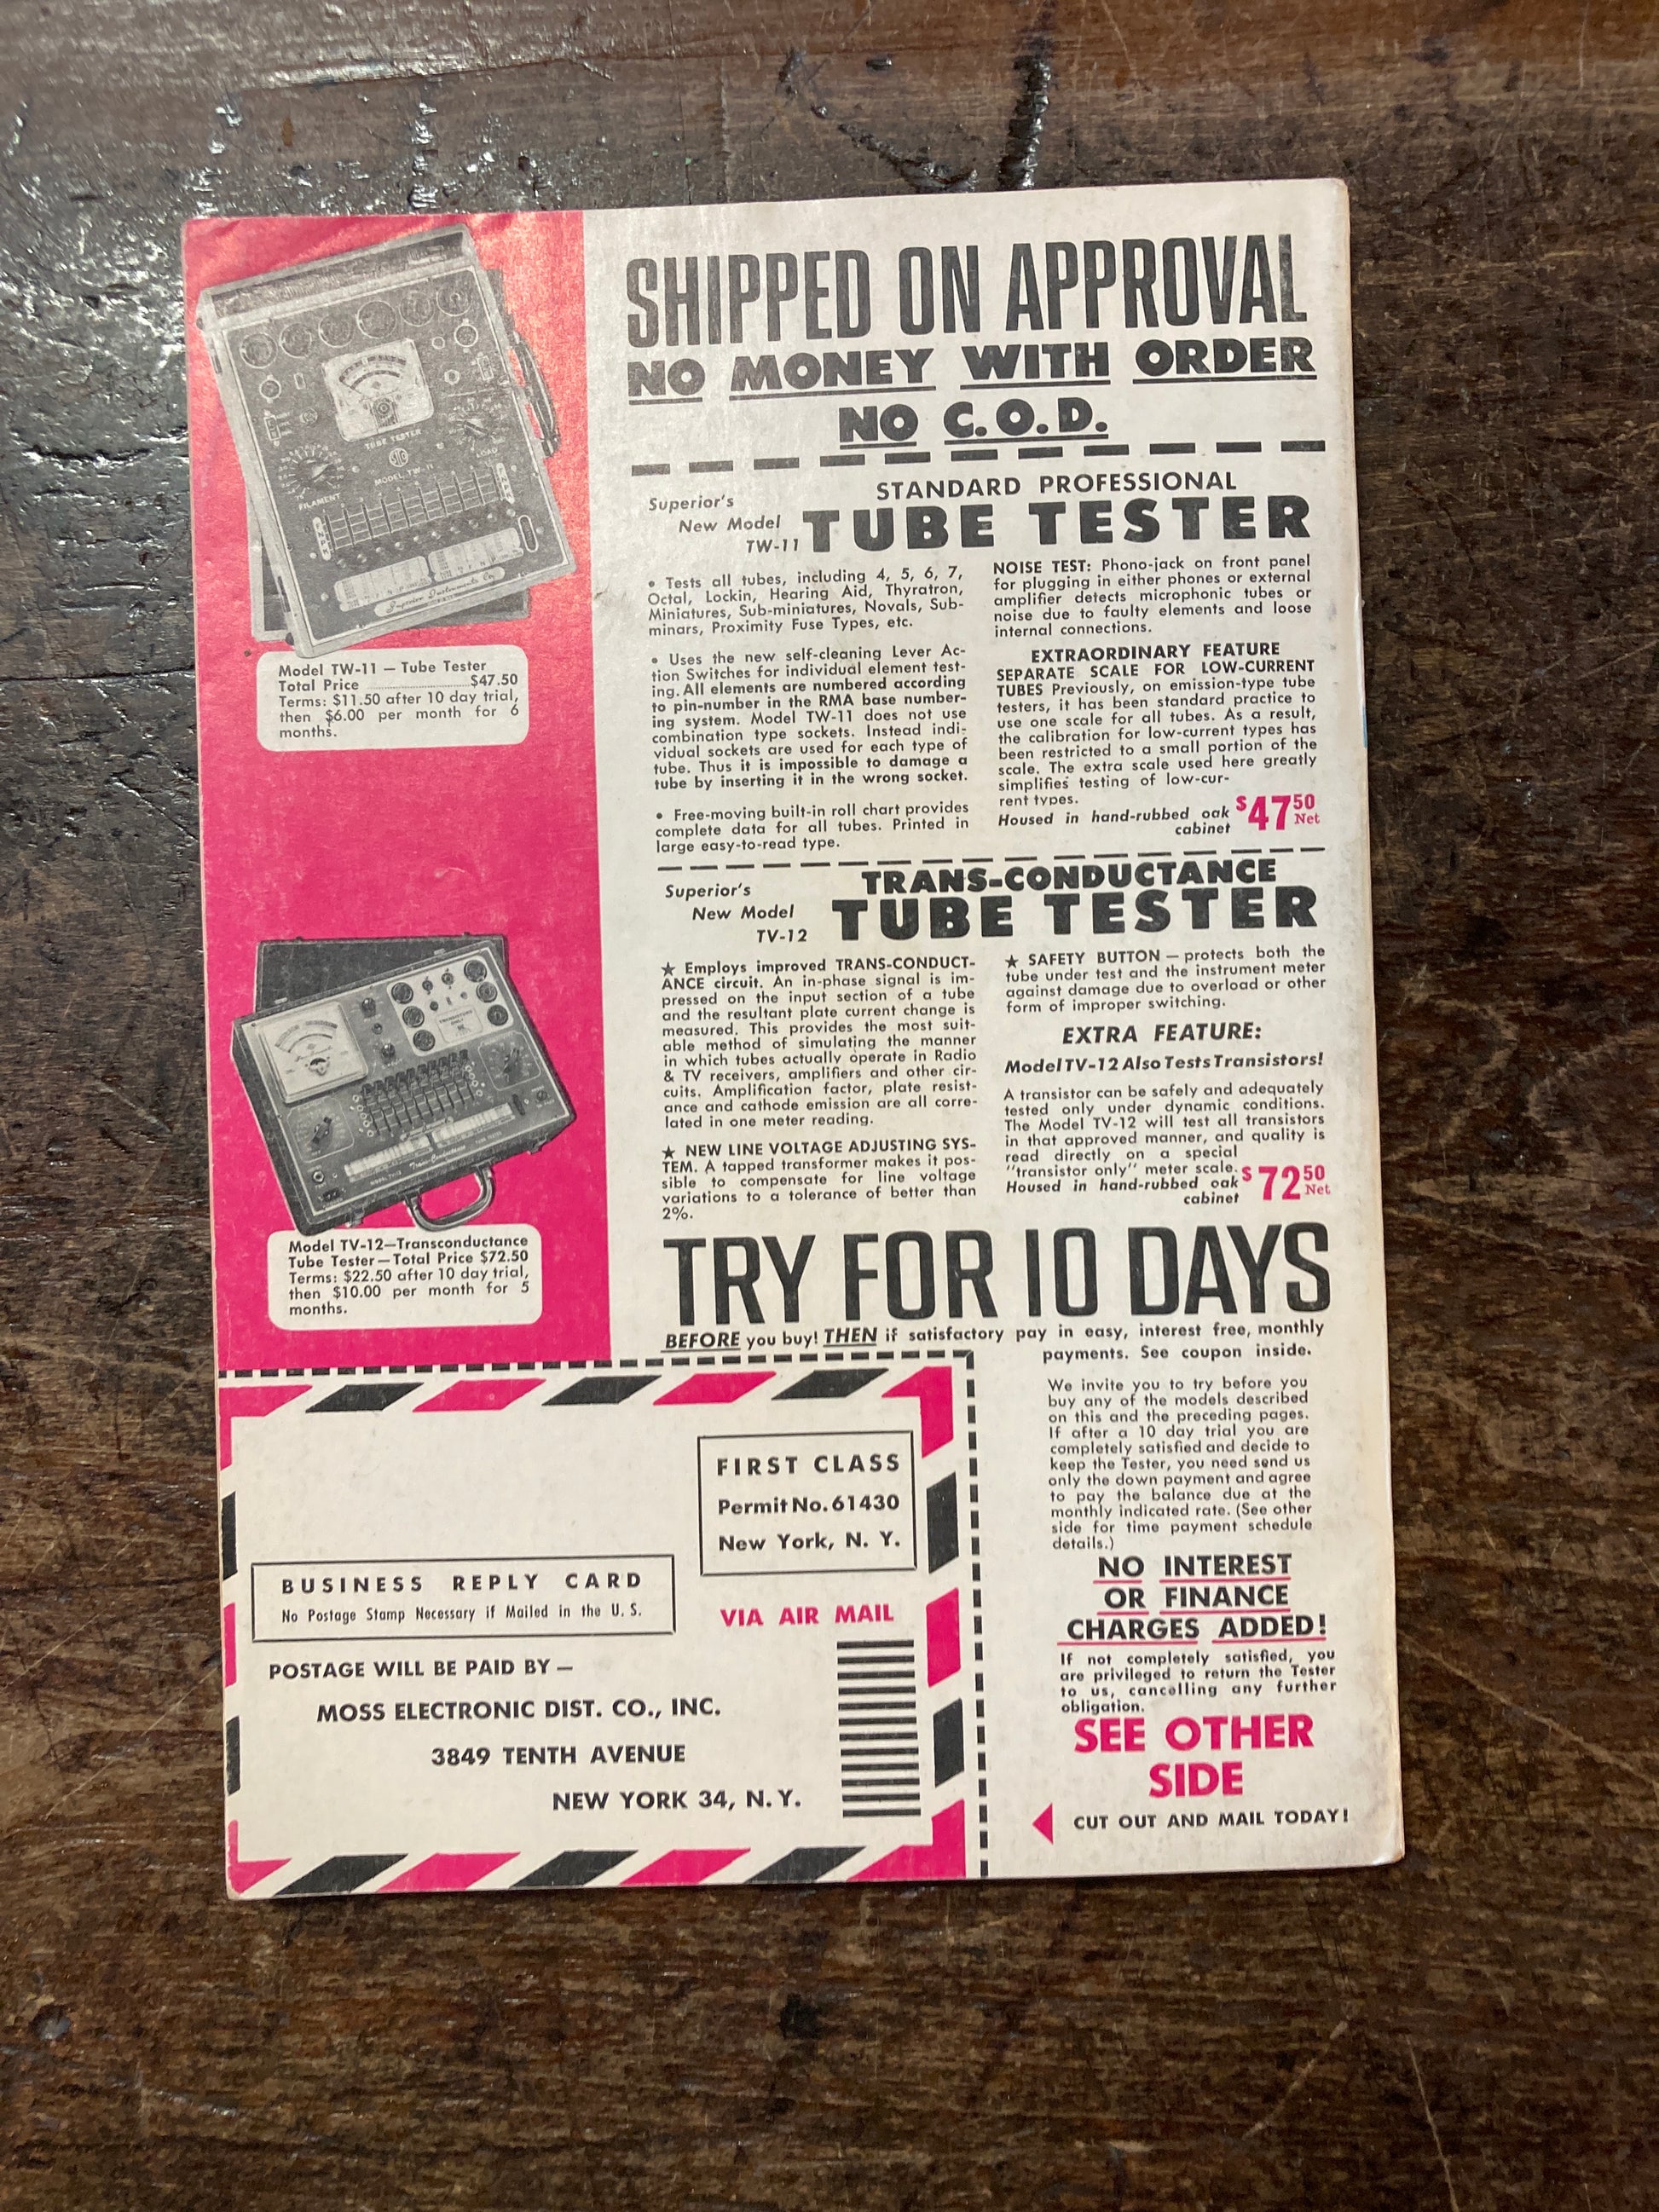 SHIPPED ON APPROVAL
NO MONEY WITH ORDER
NO C.O.D.
TUBE TESTER
MODEL TW-11
FILAMENT
LOAD
Superior Instruments Co.
Model TW-11 — Tube Tester
Total Price ........................ $47.50
Terms: $11.50 after 10 day trial,
then $6.00 per month for 6
months.
Superior's
New Model
TW-11
STANDARD PROFESSIONAL
TUBE TESTER
• Tests all tubes, including 4, 5, 6, 7,
Octal, Lockin, Hearing Aid, Thyratron,
Miniatures, Sub-miniatures, Novals, Sub-
minars, Proximity Fuse Types, etc.
• Uses the new self-cleaning Lever Ac-
tion Switches for individual element test-
ing. All elements are numbered according
to pin-number in the RMA base number-
ing system. Model TW-11 does not use
combination type sockets. Instead indi-
vidual sockets are used for each type of
tube. Thus it is impossible to damage a
tube by inserting it in the wrong socket.
• Free-moving built-in roll chart provides
complete data for all tubes. Printed in
large easy-to-read type.
NOISE TEST: Phono-jack on front panel
for plugging in either phones or external
amplifier detects microphonic tubes or
noise due to faulty elements and loose
internal connections.
EXTRAORDINARY FEATURE
SEPARATE SCALE FOR LOW-CURRENT
TUBES Previously, on emission-type tube
testers, it has been standard practice to
use one scale for all tubes. As a result,
the calibration for low-current types has
been restricted to a small portion of the
scale. The extra scale used here greatly
simplifies testing of low-cur-
rent types.
Housed in hand-rubbed oak
cabinet
$47.50 Net
Superior's
New Model
TV-12
TRANS-CONDUCTANCE
TUBE TESTER
★ Employs improved TRANS-CONDUCT-
ANCE circuit. An in-phase signal is im-
pressed on the input section of a tube
and the resultant plate current change is
measured. This provides the most suit-
able method of simulating the manner
in which tubes actually operate in Radio
& TV receivers, amplifiers and other cir-
cuits. Amplification factor, plate resist-
ance and cathode emission are all corre-
lated in one meter reading.
★ NEW LINE VOLTAGE ADJUSTING SYS-
TEM. A tapped transformer makes it pos-
sible to compensate for line voltage
variations to a tolerance of better than
2%.
★ SAFETY BUTTON — protects both the
tube under test and the instrument meter
against damage due to overload or other
form of improper switching.
EXTRA FEATURE:
Model TV-12 Also Tests Transistors!
A transistor can be safely and adequately
tested only under dynamic conditions.
The Model TV-12 will test all transistors
in that approved manner, and quality is
read directly on a special
"transistor only" meter scale.
Housed in hand-rubbed oak
cabinet
$72.50 Net
Model TV-12—Transconductance
Tube Tester—Total Price $72.50
Terms: $22.50 after 10 day trial,
then $10.00 per month for 5
months.
TRY FOR 10 DAYS
BEFORE you buy! THEN if satisfactory pay in easy, interest free, monthly
payments. See coupon inside.
We invite you to try before you
buy any of the models described
on this and the preceding pages.
If after a 10 day trial you are
completely satisfied and decide to
keep the Tester, you need send us
only the down payment and agree
to pay the balance due at the
monthly indicated rate. (See other
side for time payment schedule
details.)
NO INTEREST
OR FINANCE
CHARGES ADDED!
If not completely satisfied, you
are privileged to return the Tester
to us, cancelling any further
obligation.
SEE OTHER
SIDE
CUT OUT AND MAIL TODAY!
FIRST CLASS
Permit No. 61430
New York, N. Y.
BUSINESS REPLY CARD
No Postage Stamp Necessary if Mailed in the U. S.
VIA AIR MAIL
POSTAGE WILL BE PAID BY —
MOSS ELECTRONIC DIST. CO., INC.
3849 TENTH AVENUE
NEW YORK 34, N. Y.